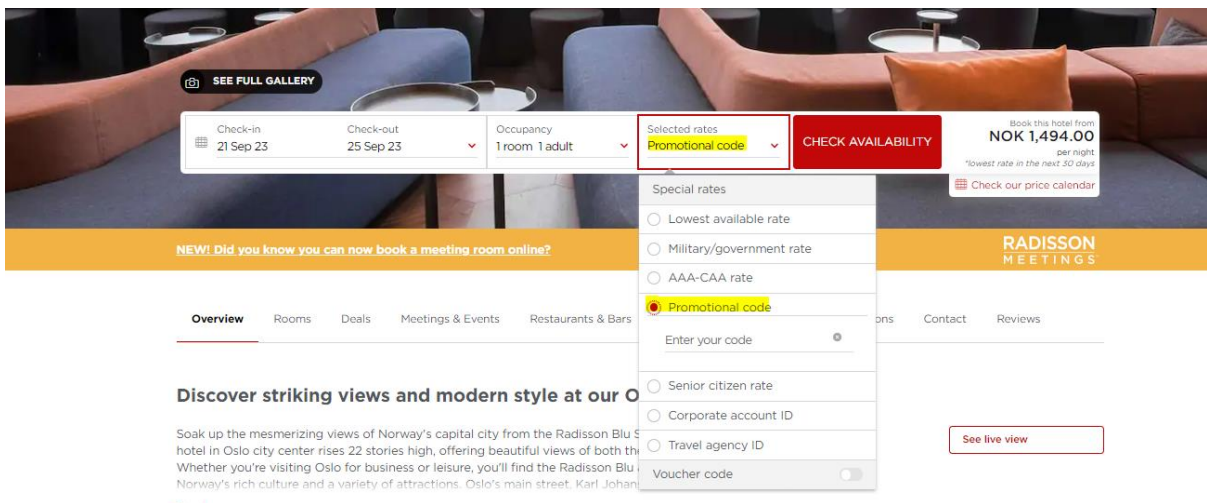 SEE FULL GALLERY
Check-in
21 Sep 23
Check-out
25 Sep 23
Occupancy
1 room 1 adult
Selected rates
Promotional code
CHECK AVAILABILITY
Book this hotel from
NOK 1,494.00
per night
*lowest rate in the next 30 days
Check our price calendar
Special rates
Lowest available rate
Military/government rate
AAA-CAA rate
Promotional code
Enter your code
Senior citizen rate
Corporate account ID
Travel agency ID
Voucher code
NEW! Did you know you can now book a meeting room online?
RADISSON
MEETINGS
Overview Rooms Deals Meetings & Events Restaurants & Bars ons Contact Reviews
Discover striking views and modern style at our O
Soak up the mesmerizing views of Norway's capital city from the Radisson Blu S
hotel in Oslo city center rises 22 stories high, offering beautiful views of both the
Whether you're visiting Oslo for business or leisure, you'll find the Radisson Blu
Norway's rich culture and a variety of attractions. Oslo's main street, Karl Johan
See live view